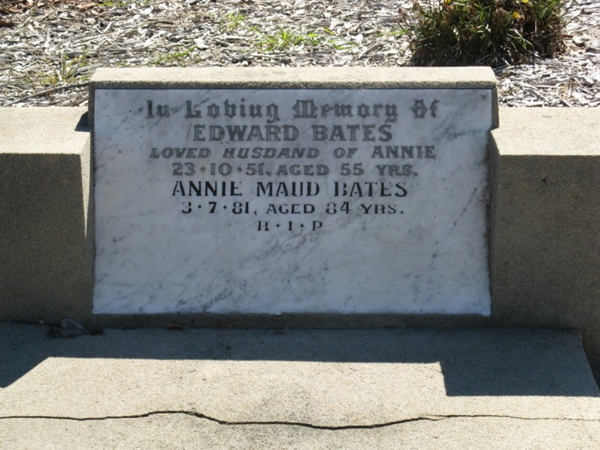 In Loving Memory Of
EDWARD BATES
LOVED HUSBAND OF ANNIE
23·10·51, AGED 55 YRS.
ANNIE MAUD BATES
3·7·81, AGED 84 YRS.
R·I·P